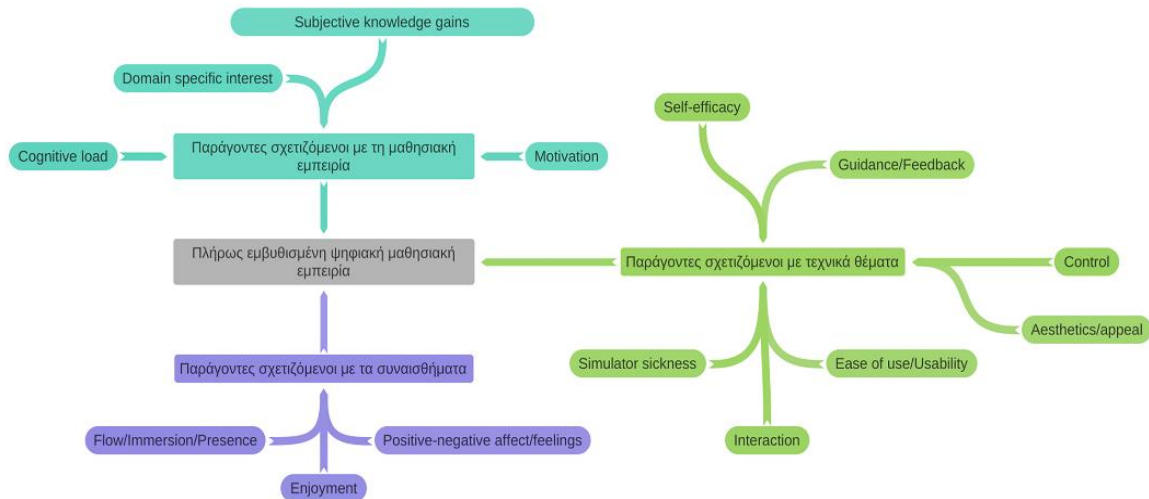 Subjective knowledge gains
Domain specific interest
Cognitive load
Παράγοντες σχετιζόμενοι με τη μαθησιακή
εμπειρία
Motivation
Πλήρως εμβυθισμένη ψηφιακή μαθησιακή
εμπειρία
Παράγοντες σχετιζόμενοι με τα συναισθήματα
Flow/Immersion/Presence
Positive-negative affect/feelings
Enjoyment
Self-efficacy
Guidance/Feedback
Παράγοντες σχετιζόμενοι με τεχνικά θέματα
Control
Aesthetics/appeal
Simulator sickness
Ease of use/Usability
Interaction